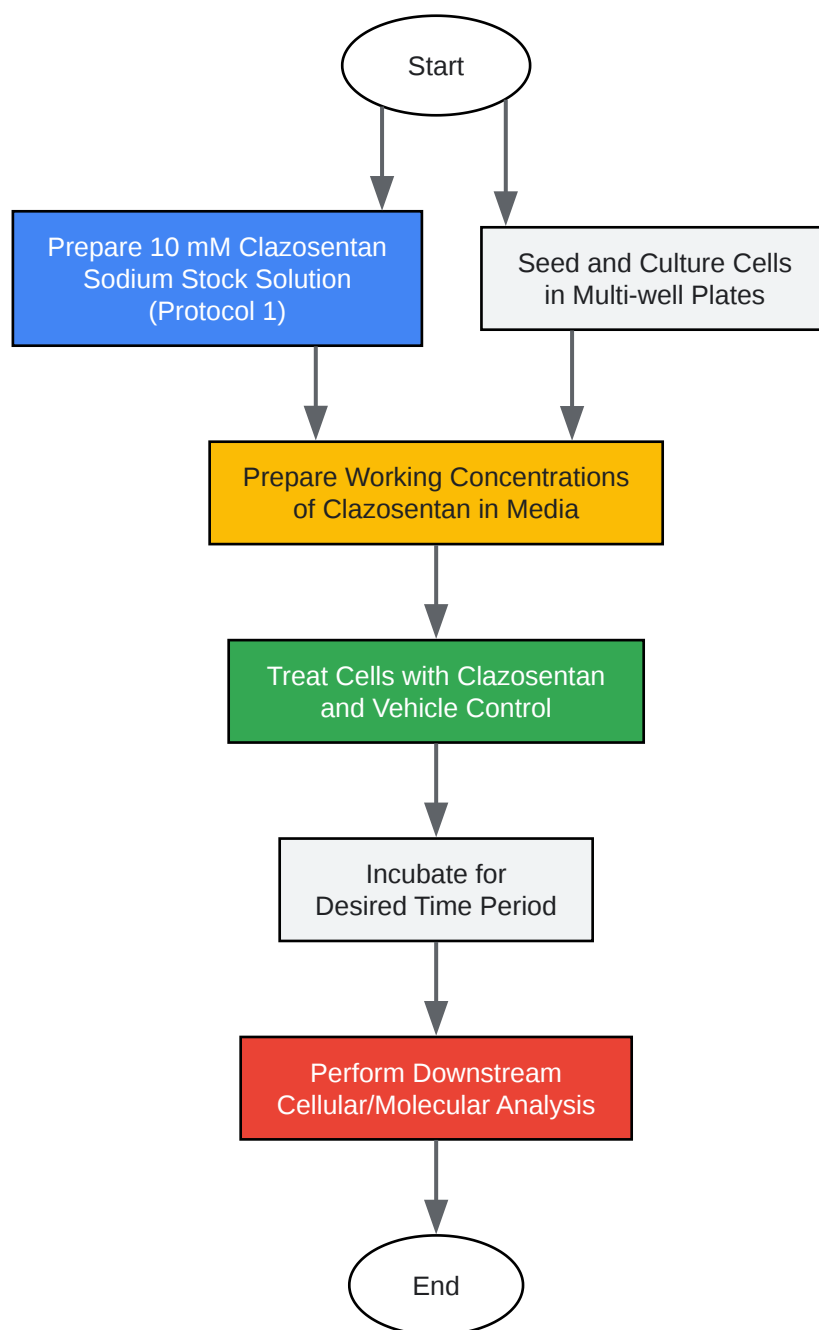 Start
Prepare 10 mM Clazosentan
Sodium Stock Solution
(Protocol 1)
Seed and Culture Cells
in Multi-well Plates
Prepare Working Concentrations
of Clazosentan in Media
Treat Cells with Clazosentan
and Vehicle Control
Incubate for
Desired Time Period
Perform Downstream
Cellular/Molecular Analysis
End